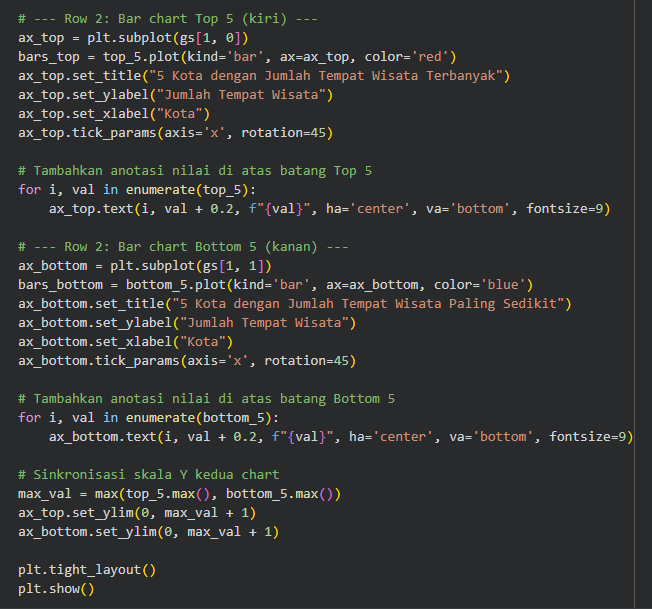 # --- Row 2: Bar chart Top 5 (kiri) ---
ax_top = plt.subplot(gs[1, 0])
bars_top = top_5.plot(kind='bar', ax=ax_top, color='red')
ax_top.set_title("5 Kota dengan Jumlah Tempat Wisata Terbanyak")
ax_top.set_ylabel("Jumlah Tempat Wisata")
ax_top.set_xlabel("Kota")
ax_top.tick_params(axis='x', rotation=45)

# Tambahkan anotasi nilai di atas batang Top 5
for i, val in enumerate(top_5):
    ax_top.text(i, val + 0.2, f"{val}", ha='center', va='bottom', fontsize=9)

# --- Row 2: Bar chart Bottom 5 (kanan) ---
ax_bottom = plt.subplot(gs[1, 1])
bars_bottom = bottom_5.plot(kind='bar', ax=ax_bottom, color='blue')
ax_bottom.set_title("5 Kota dengan Jumlah Tempat Wisata Paling Sedikit")
ax_bottom.set_ylabel("Jumlah Tempat Wisata")
ax_bottom.set_xlabel("Kota")
ax_bottom.tick_params(axis='x', rotation=45)

# Tambahkan anotasi nilai di atas batang Bottom 5
for i, val in enumerate(bottom_5):
    ax_bottom.text(i, val + 0.2, f"{val}", ha='center', va='bottom', fontsize=9)

# Sinkronisasi skala Y kedua chart
max_val = max(top_5.max(), bottom_5.max())
ax_top.set_ylim(0, max_val + 1)
ax_bottom.set_ylim(0, max_val + 1)

plt.tight_layout()
plt.show()